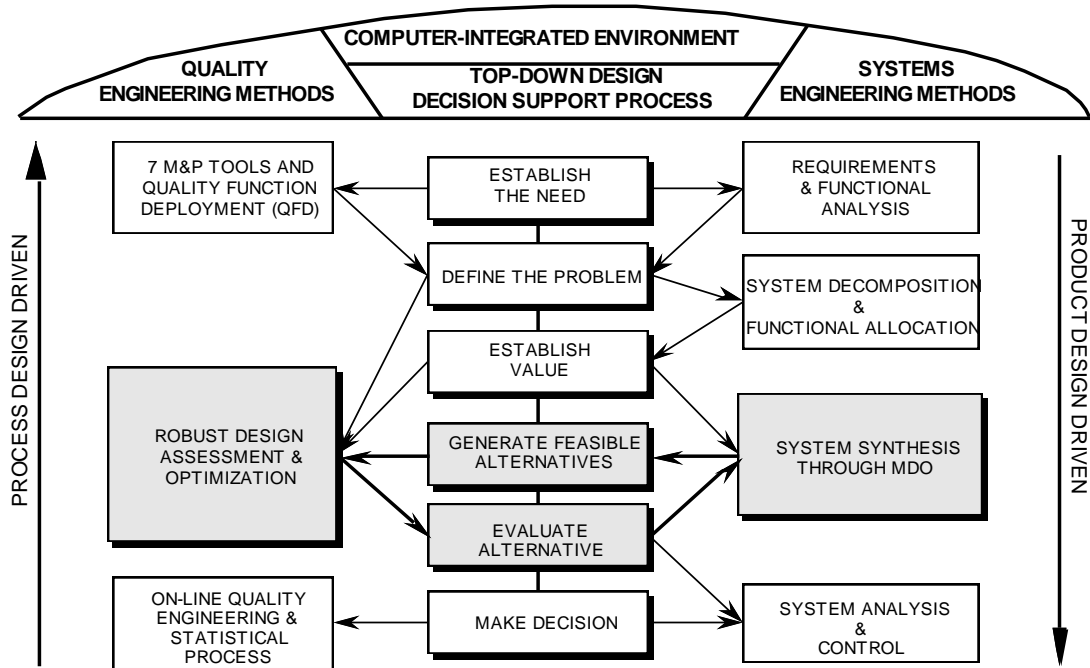 COMPUTER-INTEGRATED ENVIRONMENT
QUALITY
ENGINEERING METHODS
TOP-DOWN DESIGN
DECISION SUPPORT PROCESS
SYSTEMS
ENGINEERING METHODS
PROCESS DESIGN DRIVEN
7 M&P TOOLS AND
QUALITY FUNCTION
DEPLOYMENT (QFD)
ESTABLISH
THE NEED
REQUIREMENTS
& FUNCTIONAL
ANALYSIS
DEFINE THE PROBLEM
SYSTEM DECOMPOSITION
&
FUNCTIONAL ALLOCATION
ESTABLISH
VALUE
ROBUST DESIGN
ASSESSMENT &
OPTIMIZATION
GENERATE FEASIBLE
ALTERNATIVES
SYSTEM SYNTHESIS
THROUGH MDO
EVALUATE
ALTERNATIVE
ON-LINE QUALITY
ENGINEERING &
STATISTICAL
PROCESS
MAKE DECISION
SYSTEM ANALYSIS
&
CONTROL
PRODUCT DESIGN DRIVEN